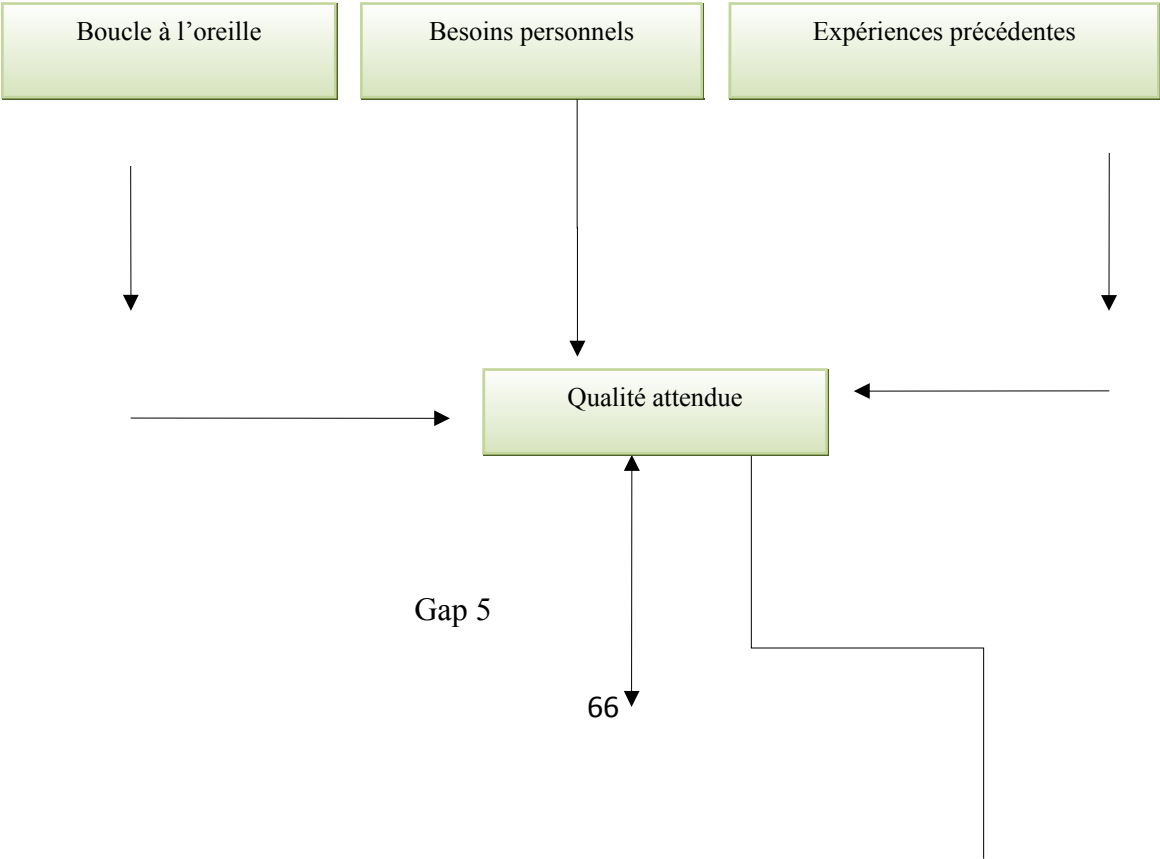 Boucle à l’oreille
Besoins personnels
Expériences précédentes
Qualité attendue
Gap 5
66